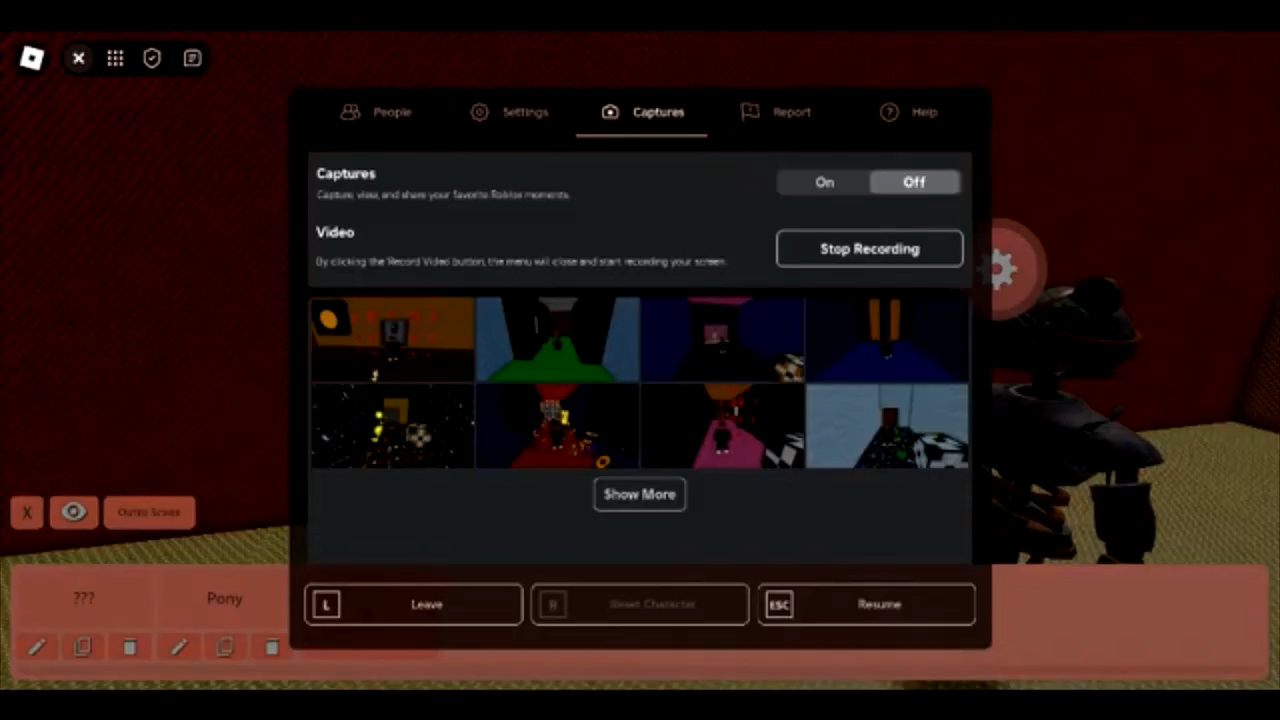 People Settings Captures Report Help
Captures
On Off
Capture, view, and share your favorite Roblox moments.
Video
Stop Recording
By clicking the Record Video button, the menu will close and start recording your screen.
Show More
X Outro Scene
??? Pony
L Leave R Reset Character ESC Resume